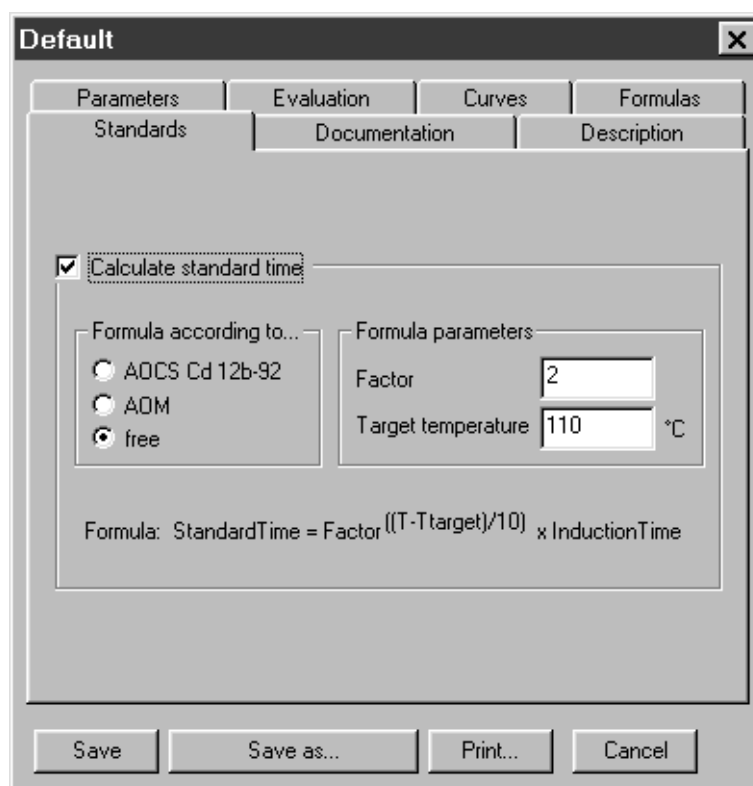 Default
Parameters Evaluation Curves Formulas
Standards Documentation Description
Calculate standard time
Formula according to... Formula parameters
AOCS Cd 12b-92 Factor 2
AOM Target temperature 110 °C
free
Formula: StandardTime = Factor ((T-Ttarget)/10) x InductionTime
Save Save as... Print... Cancel